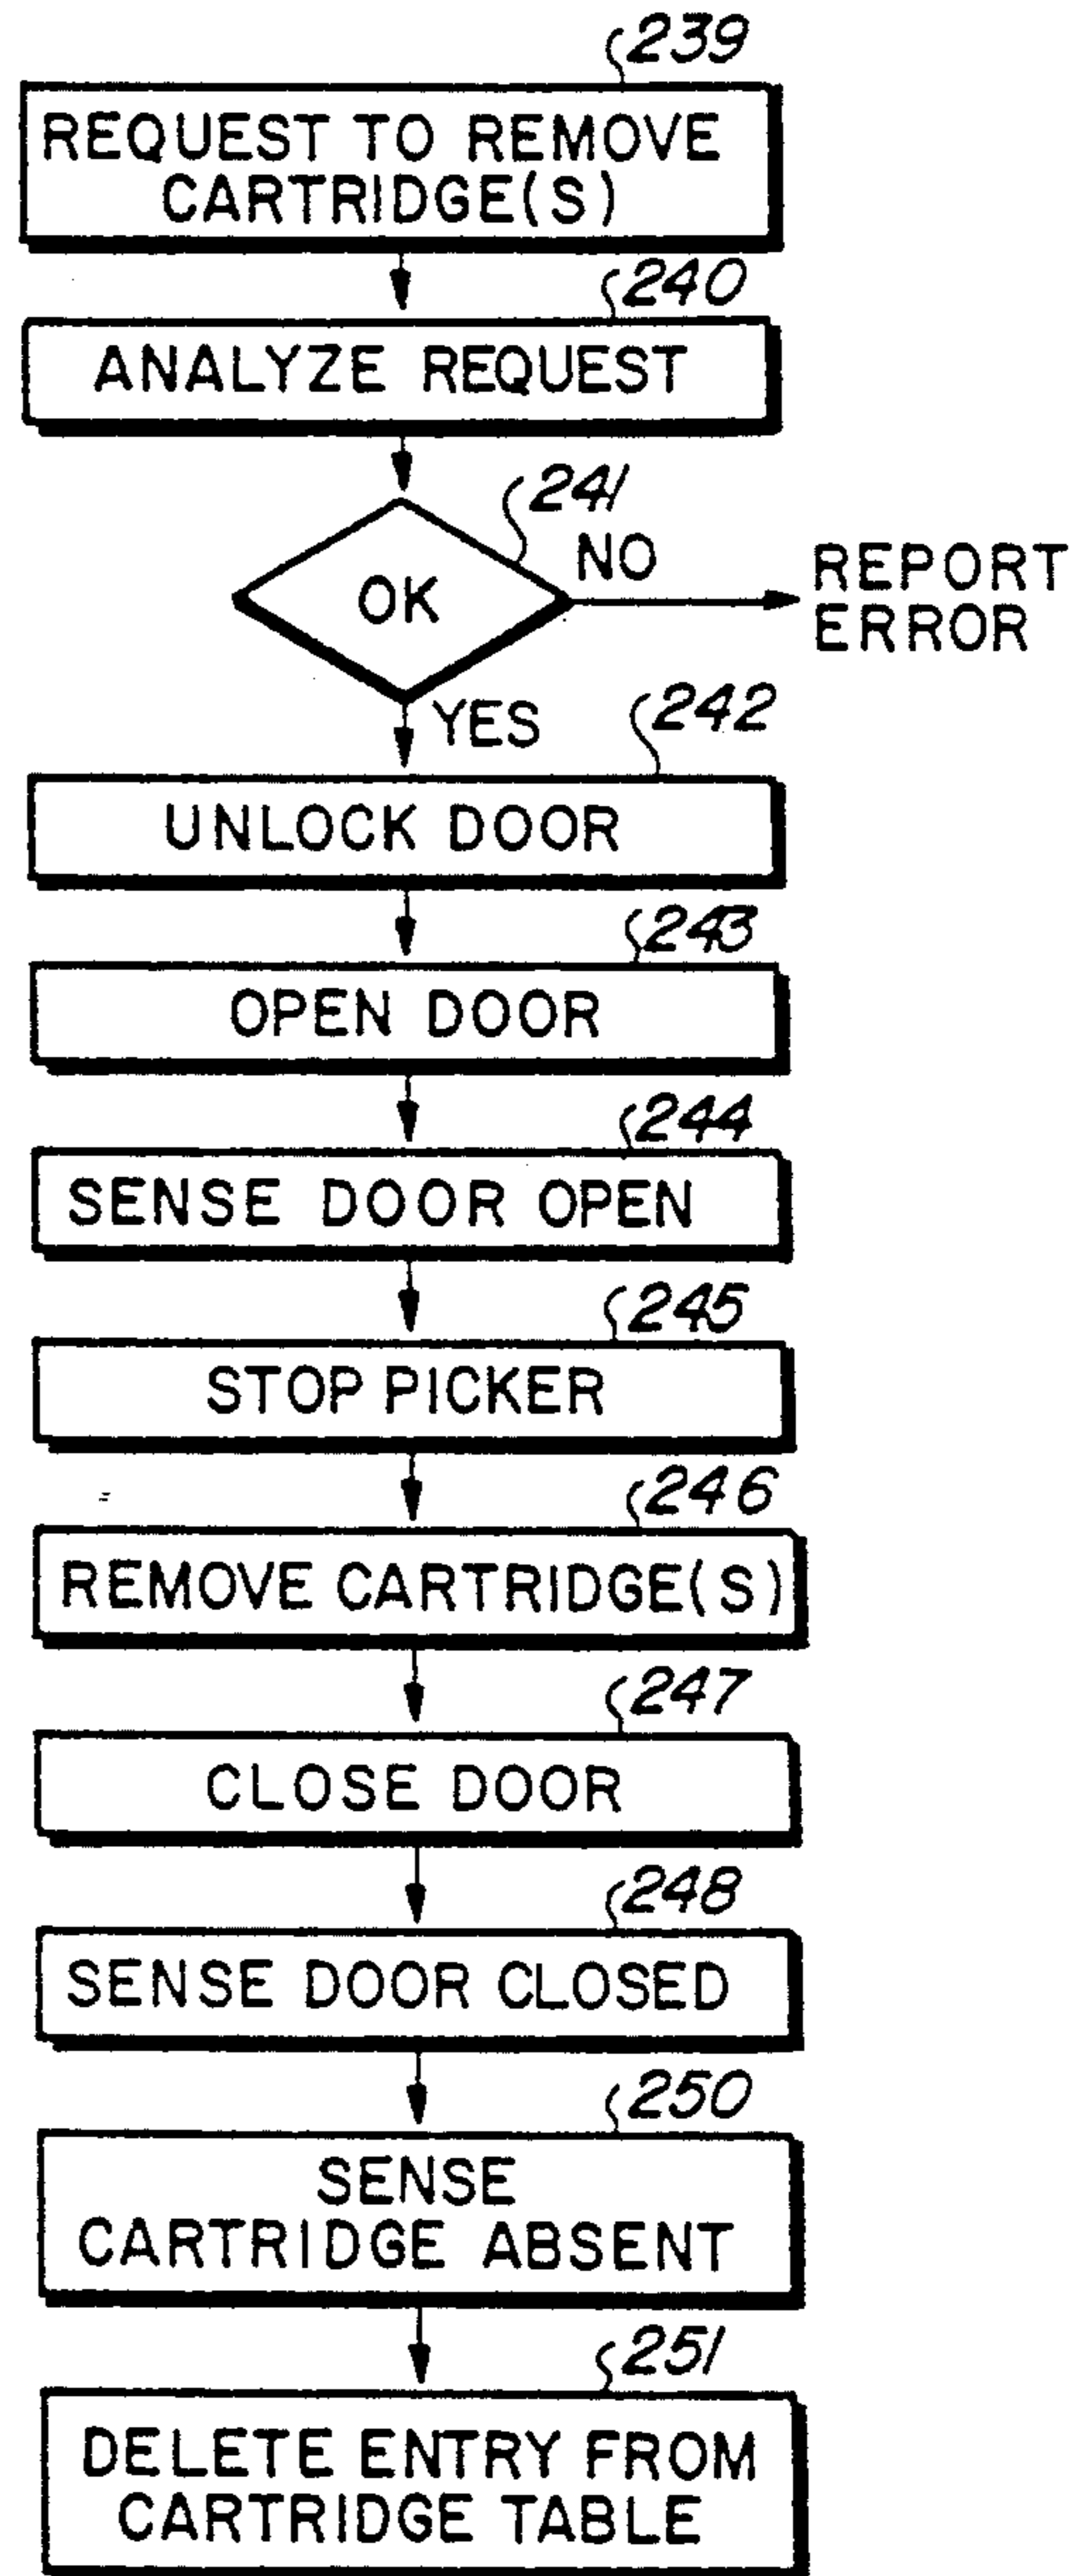 239
REQUEST TO REMOVE
CARTRIDGE(S)
240
ANALYZE REQUEST
241
OK
NO
REPORT
ERROR
YES
242
UNLOCK DOOR
243
OPEN DOOR
244
SENSE DOOR OPEN
245
STOP PICKER
246
REMOVE CARTRIDGE(S)
247
CLOSE DOOR
248
SENSE DOOR CLOSED
250
SENSE
CARTRIDGE ABSENT
251
DELETE ENTRY FROM
CARTRIDGE TABLE